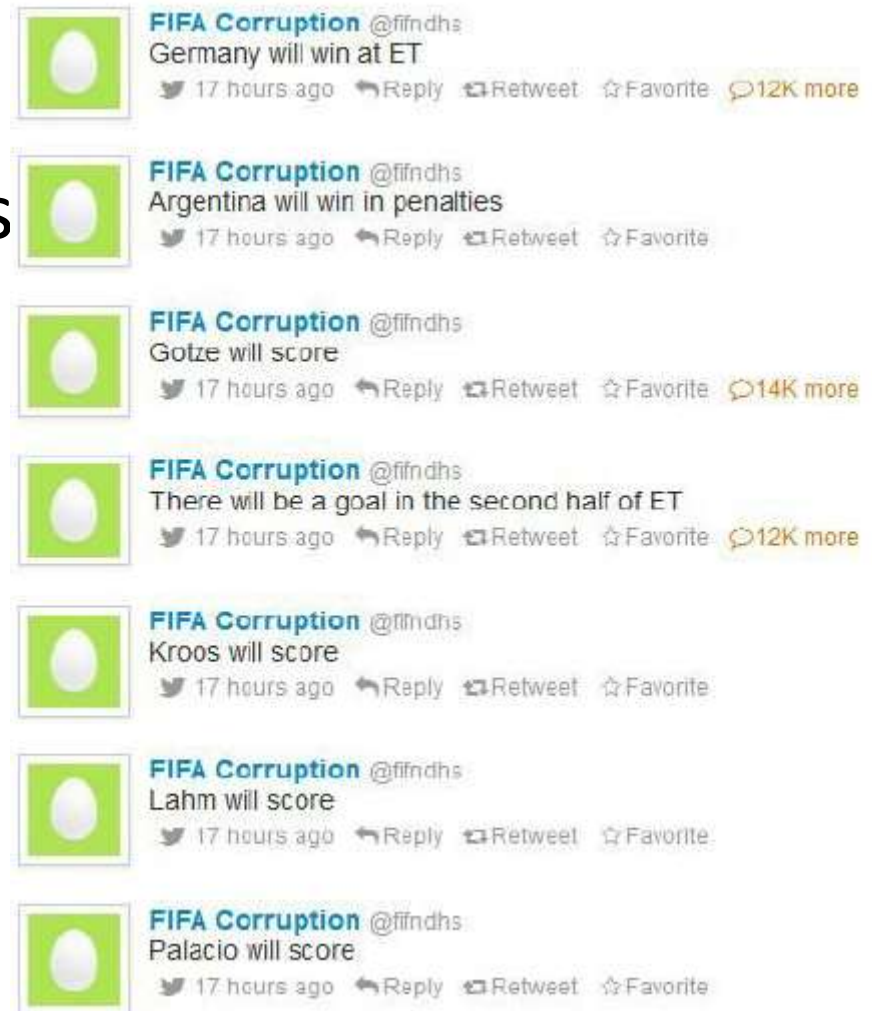 FIFA Corruption @fifndhs
Germany will win at ET
17 hours ago Reply Retweet Favorite 12K more
s
FIFA Corruption @fifndhs
Argentina will win in penalties
17 hours ago Reply Retweet Favorite
FIFA Corruption @fifndhs
Gotze will score
17 hours ago Reply Retweet Favorite 14K more
FIFA Corruption @fifndhs
There will be a goal in the second half of ET
17 hours ago Reply Retweet Favorite 12K more
FIFA Corruption @fifndhs
Kroos will score
17 hours ago Reply Retweet Favorite
FIFA Corruption @fifndhs
Lahm will score
17 hours ago Reply Retweet Favorite
FIFA Corruption @fifndhs
Palacio will score
17 hours ago Reply Retweet Favorite